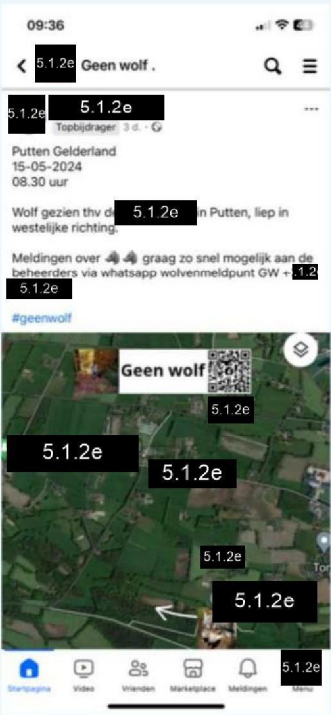 09:36
5.1.2e Geen wolf .
5.1.2e 5.1.2e
Topbijdrager 3 d.
Putten Gelderland
15-05-2024
08.30 uur
Wolf gezien thv 5.1.2e in Putten, liep in
westelijke richting.
Meldingen over graag zo snel mogelijk aan de
beheerders via whatsapp wolvenmeldpunt GW +
5.1.2e
#geenwolf
Geen wolf
5.1.2e
5.1.2e
5.1.2e
5.1.2e
5.1.2e
Startpagina Video Vrienden Marketplace Meldingen 5.1.2e Menu